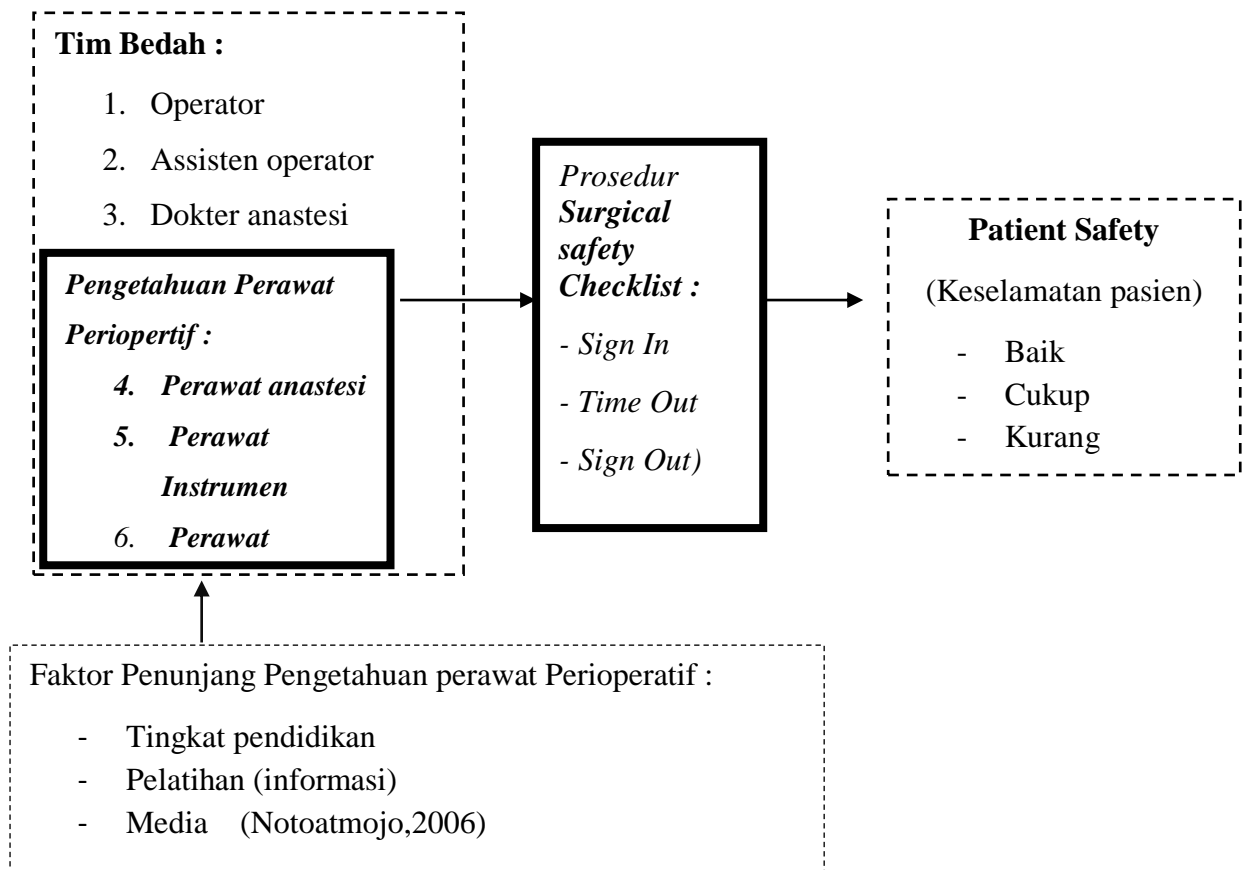 Tim Bedah :
1. Operator
2. Assisten operator
3. Dokter anastesi
Pengetahuan Perawat
Periopertif :
4. Perawat anastesi
5. Perawat
Instrumen
6. Perawat
Prosedur
Surgical
safety
Checklist :
- Sign In
- Time Out
- Sign Out)
Patient Safety
(Keselamatan pasien)
- Baik
- Cukup
- Kurang
Faktor Penunjang Pengetahuan perawat Perioperatif :
- Tingkat pendidikan
- Pelatihan (informasi)
- Media (Notoatmojo,2006)